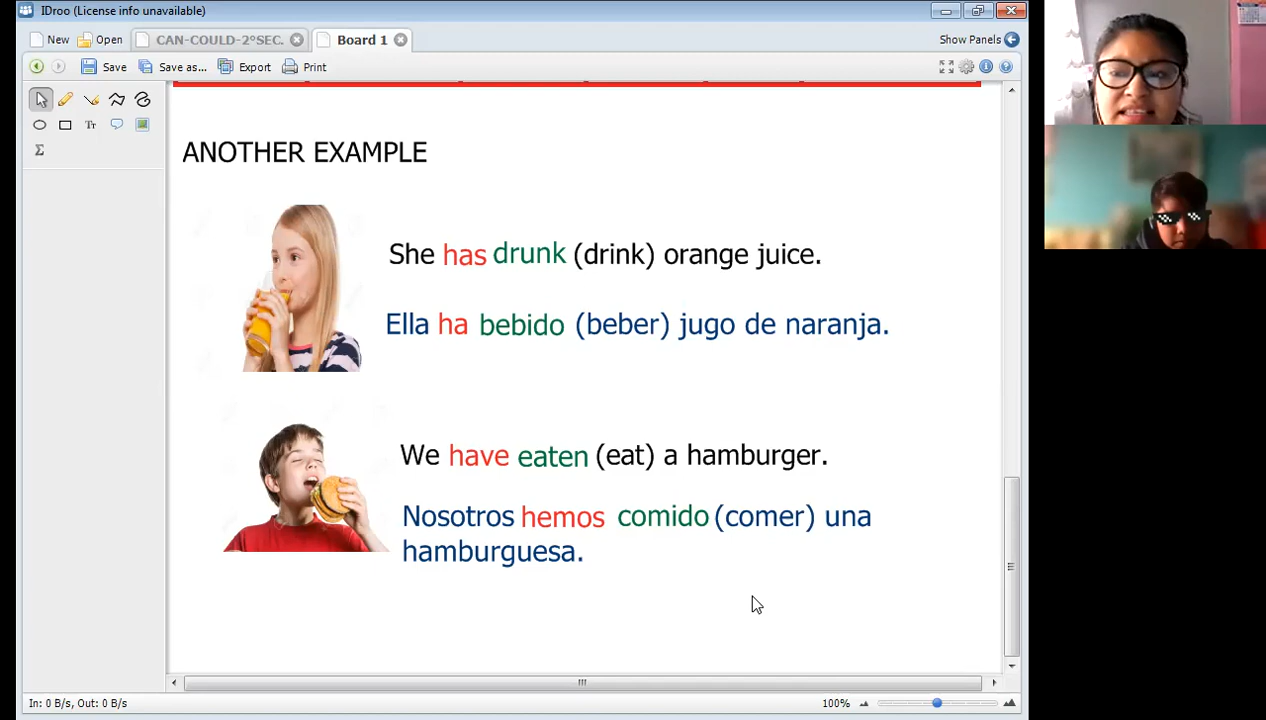 IDroo (License info unavailable)
New Open CAN-COULD-2°SEC. Board 1 Show Panels
Save Save as... Export Print
Tr
Σ
ANOTHER EXAMPLE
She has drunk (drink) orange juice.
Ella ha bebido (beber) jugo de naranja.
We have eaten (eat) a hamburger.
Nosotros hemos comido (comer) una
hamburguesa.
In: 0 B/s, Out: 0 B/s 100%